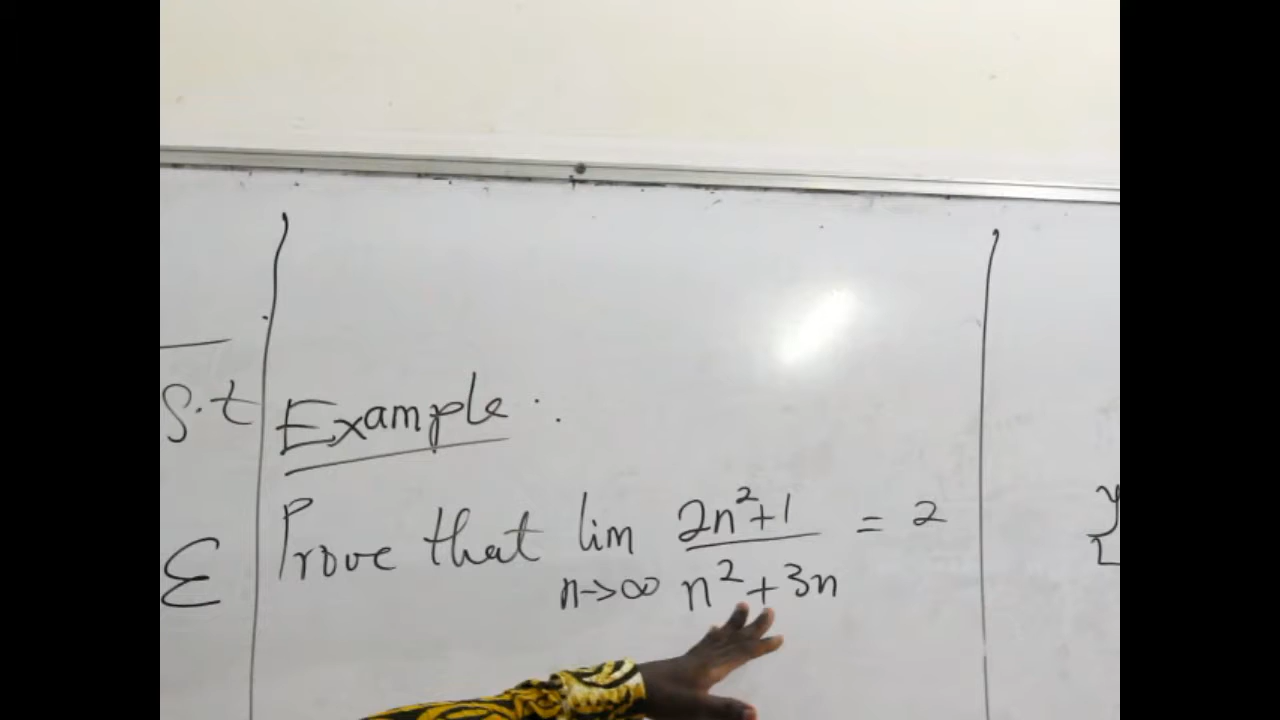 s.t
Example:
Prove that lim 2n²+1 = 2
n→∞ n²+3n
ε